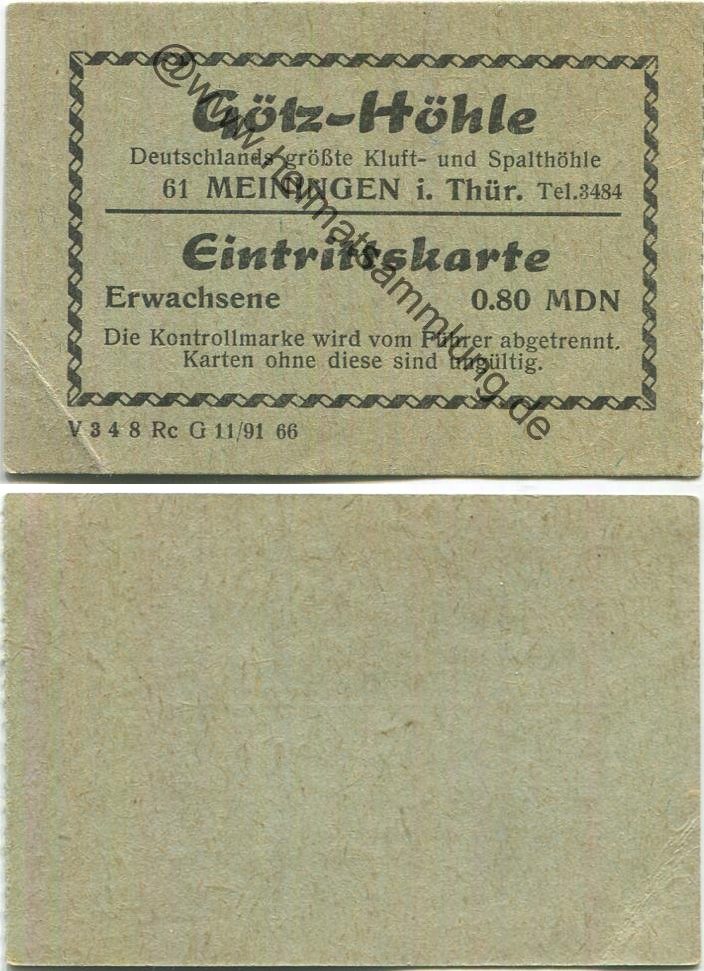 Götz-Höhle
Deutschlands größte Kluft- und Spalthöhle
61 MEININGEN i. Thür. Tel.3484
Eintrittskarte
Erwachsene 0.80 MDN
Die Kontrollmarke wird vom Führer abgetrennt.
Karten ohne diese sind ungültig.
V 3 4 8 Rc G 11/91 66
@www.heimatsammlung.de